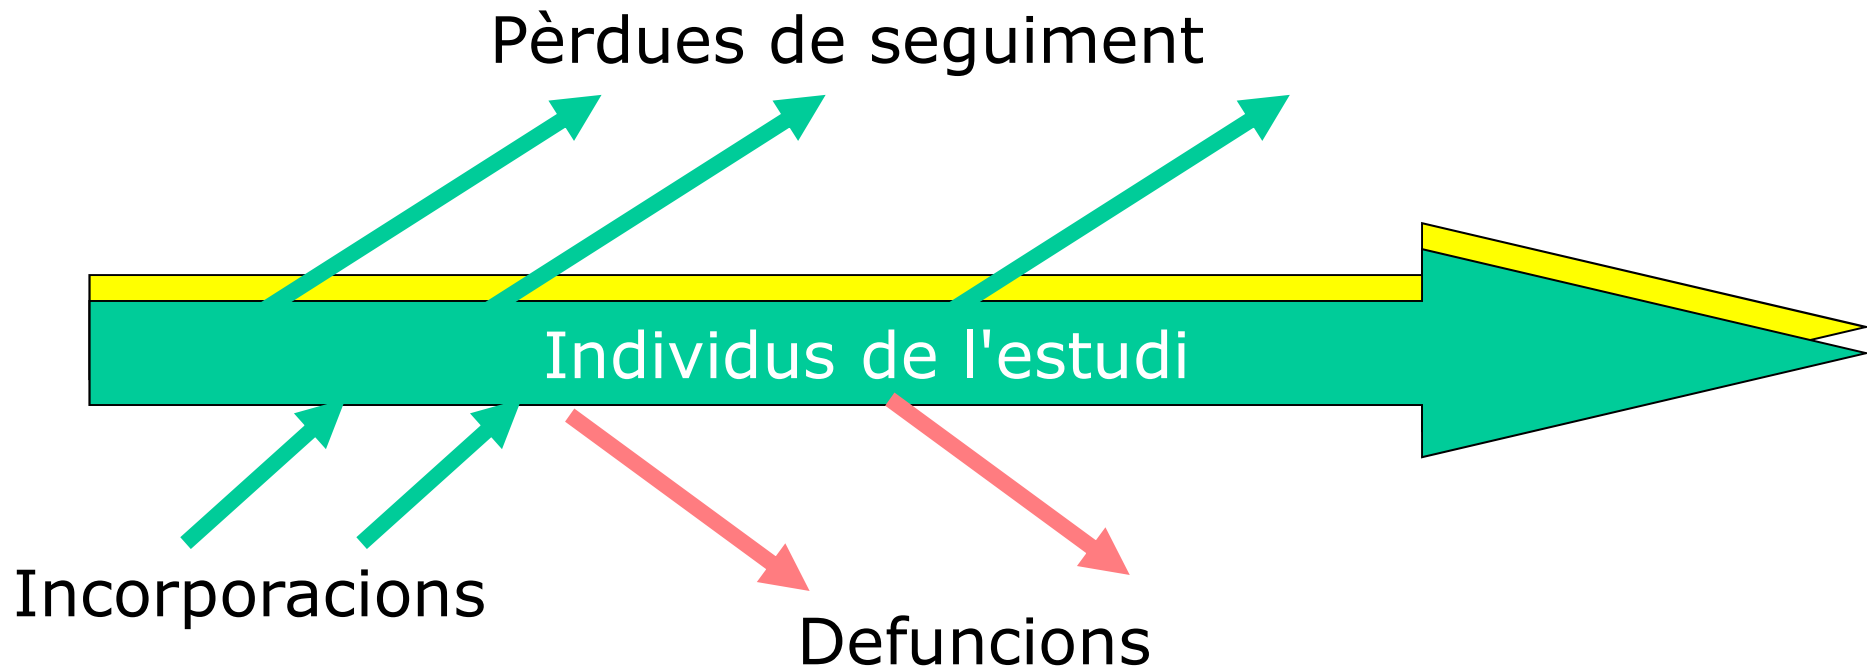 Pèrdues de seguiment
Individus de l'estudi
Incorporacions
Defuncions